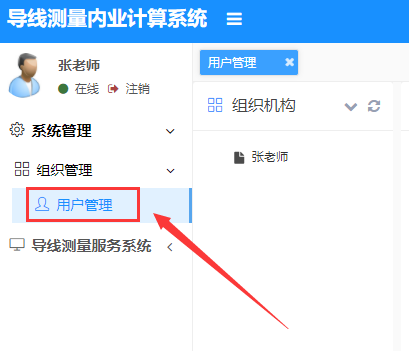 导线测量内业计算系统
张老师
在线 注销
用户管理
组织机构
张老师
系统管理
组织管理
用户管理
导线测量服务系统